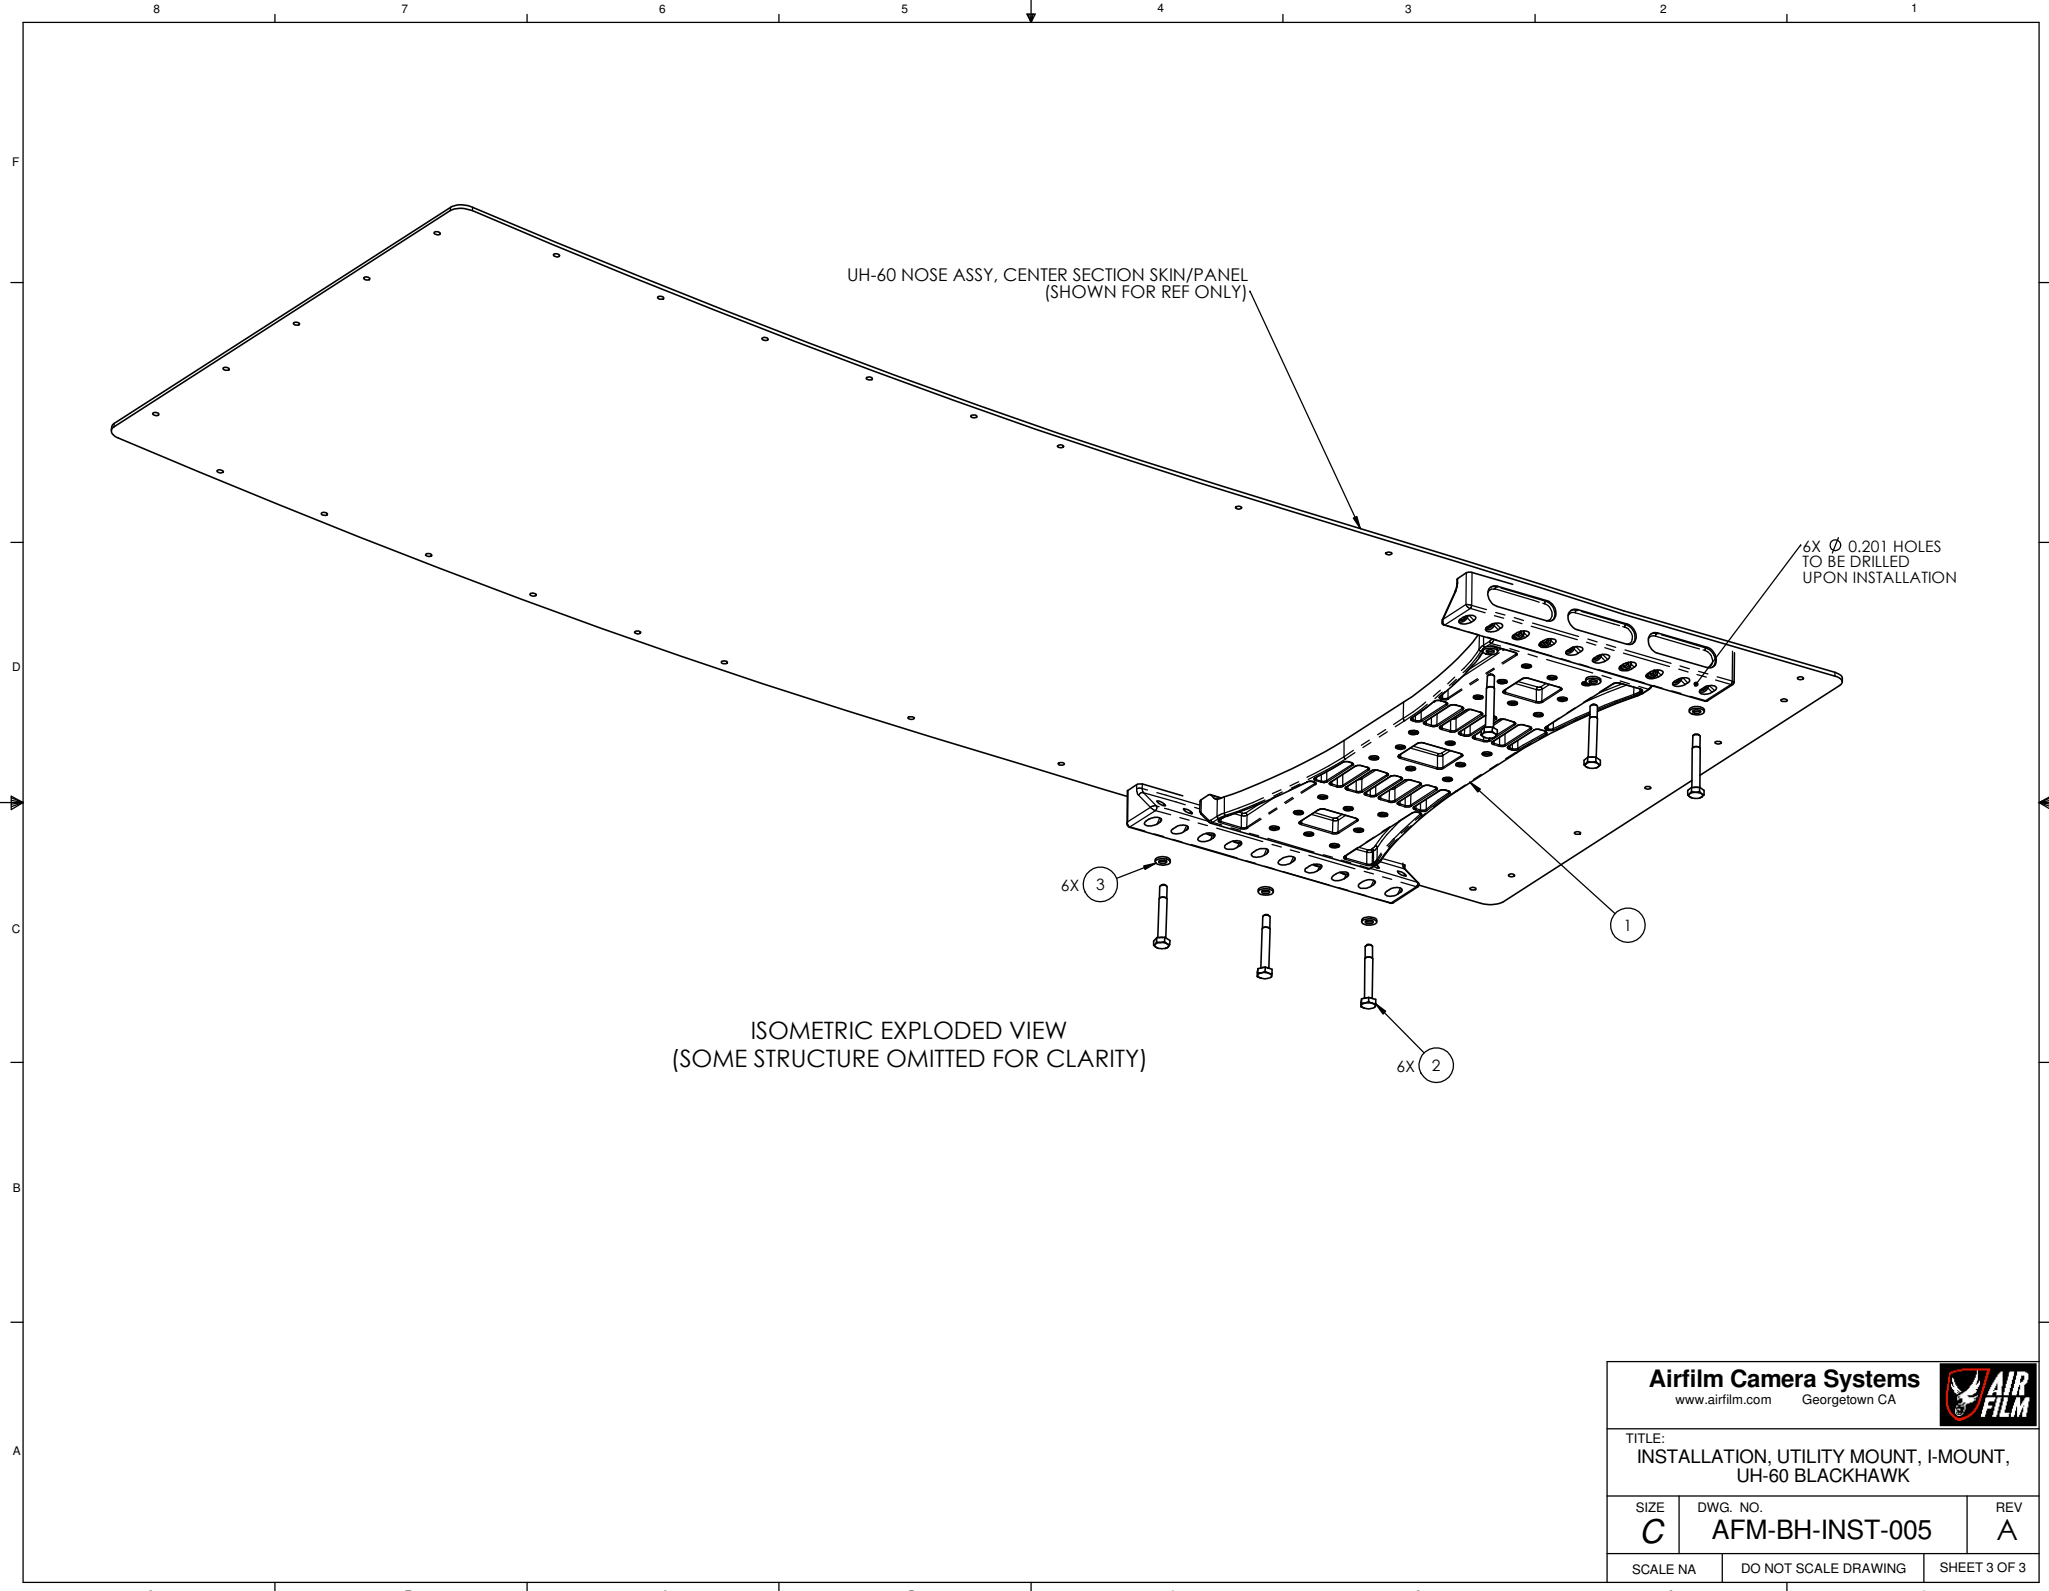 8 7 6 5 4 3 2 1
F
UH-60 NOSE ASSY, CENTER SECTION SKIN/PANEL
(SHOWN FOR REF ONLY)
6X Ø 0.201 HOLES
TO BE DRILLED
UPON INSTALLATION
D
6X 3
1
C
6X 2
ISOMETRIC EXPLODED VIEW
(SOME STRUCTURE OMITTED FOR CLARITY)
B
A
Airfilm Camera Systems
www.airfilm.com Georgetown CA
AIR
FILM
TITLE:
INSTALLATION, UTILITY MOUNT, I-MOUNT,
UH-60 BLACKHAWK
SIZE
C
DWG. NO.
AFM-BH-INST-005
REV
A
SCALE NA
DO NOT SCALE DRAWING
SHEET 3 OF 3